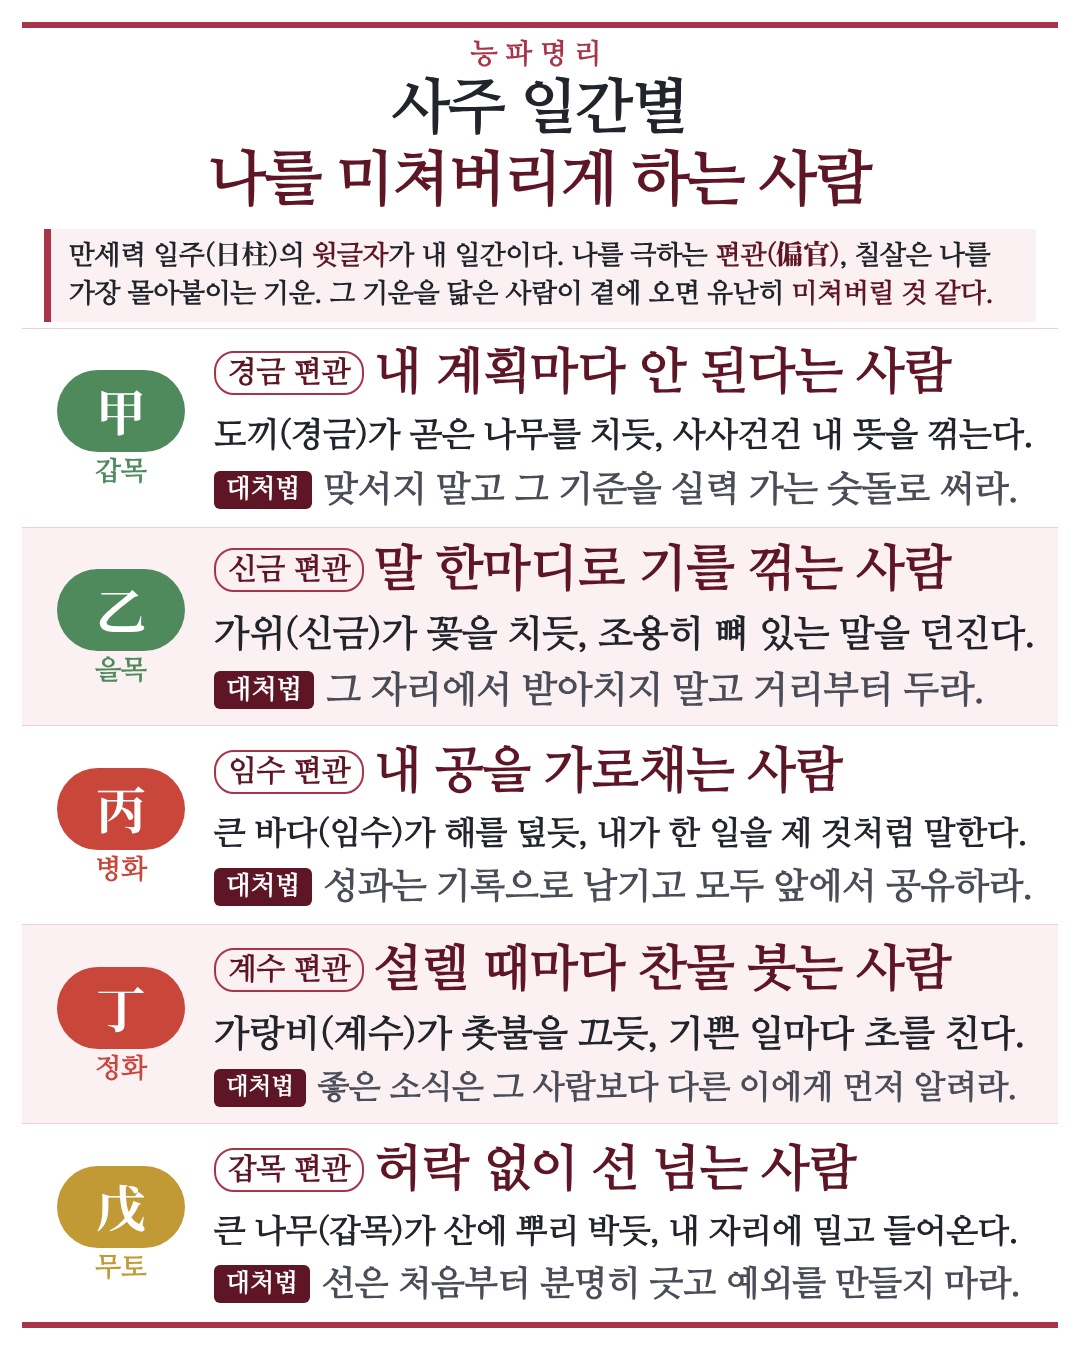 능파명리
사주 일간별
나를 미쳐버리게 하는 사람
만세력 일주(日柱)의 윗글자가 내 일간이다. 나를 극하는 편관(偏官), 칠살은 나를
가장 몰아붙이는 기운. 그 기운을 닮은 사람이 곁에 오면 유난히 미쳐버릴 것 같다.
甲
갑목
경금 편관 내 계획마다 안 된다는 사람
도끼(경금)가 곧은 나무를 치듯, 사사건건 내 뜻을 꺾는다.
대처법 맞서지 말고 그 기준을 실력 가는 숫돌로 써라.
乙
을목
신금 편관 말 한마디로 기를 꺾는 사람
가위(신금)가 꽃을 치듯, 조용히 뼈 있는 말을 던진다.
대처법 그 자리에서 받아치지 말고 거리부터 두라.
丙
병화
임수 편관 내 공을 가로채는 사람
큰 바다(임수)가 해를 덮듯, 내가 한 일을 제 것처럼 말한다.
대처법 성과는 기록으로 남기고 모두 앞에서 공유하라.
丁
정화
계수 편관 설렐 때마다 찬물 붓는 사람
가랑비(계수)가 촛불을 끄듯, 기쁜 일마다 초를 친다.
대처법 좋은 소식은 그 사람보다 다른 이에게 먼저 알려라.
戊
무토
갑목 편관 허락 없이 선 넘는 사람
큰 나무(갑목)가 산에 뿌리 박듯, 내 자리에 밀고 들어온다.
대처법 선은 처음부터 분명히 긋고 예외를 만들지 마라.